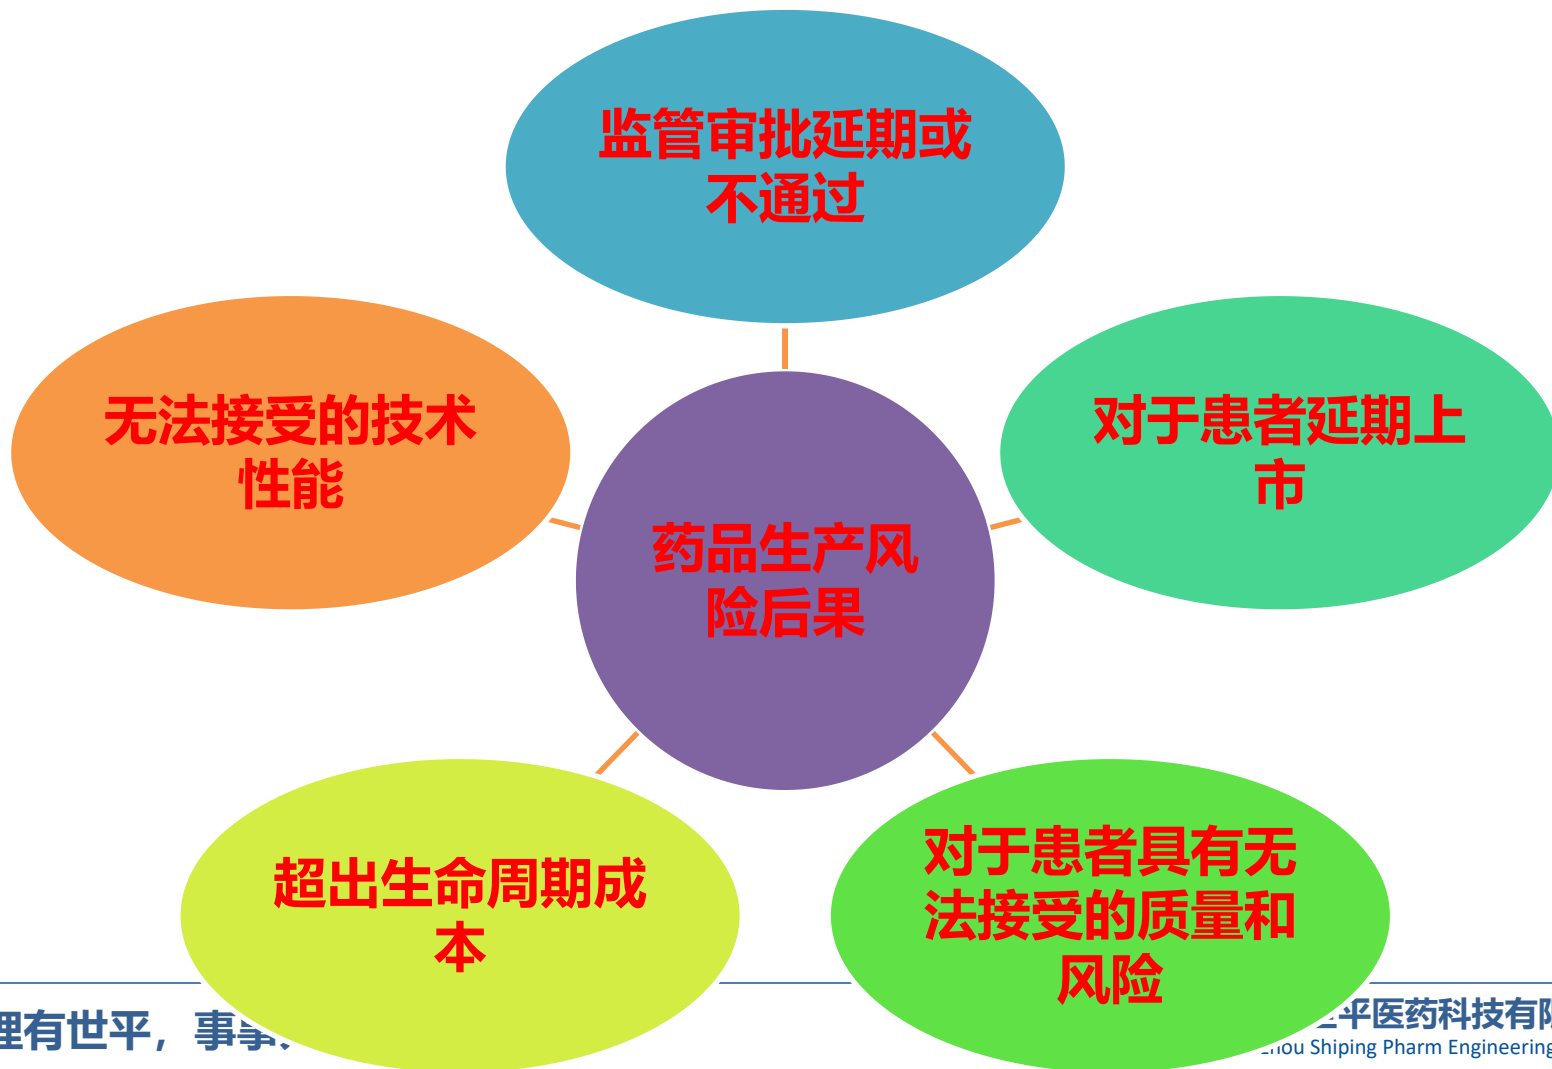 监管审批延期或
不通过
无法接受的技术
性能
对于患者延期上
市
药品生产风
险后果
超出生命周期成
本
对于患者具有无
法接受的质量和
风险
理有世平，事事
平医药科技有限
Shiping Pharm Engineering